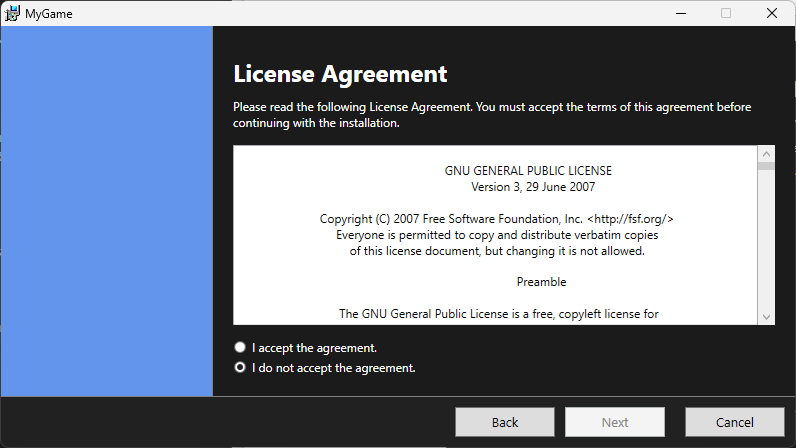 MyGame
License Agreement
Please read the following License Agreement. You must accept the terms of this agreement before
continuing with the installation.
GNU GENERAL PUBLIC LICENSE
Version 3, 29 June 2007
Copyright (C) 2007 Free Software Foundation, Inc. <http://fsf.org/>
Everyone is permitted to copy and distribute verbatim copies
of this license document, but changing it is not allowed.
Preamble
The GNU General Public License is a free, copyleft license for
I accept the agreement.
I do not accept the agreement.
Back
Next
Cancel